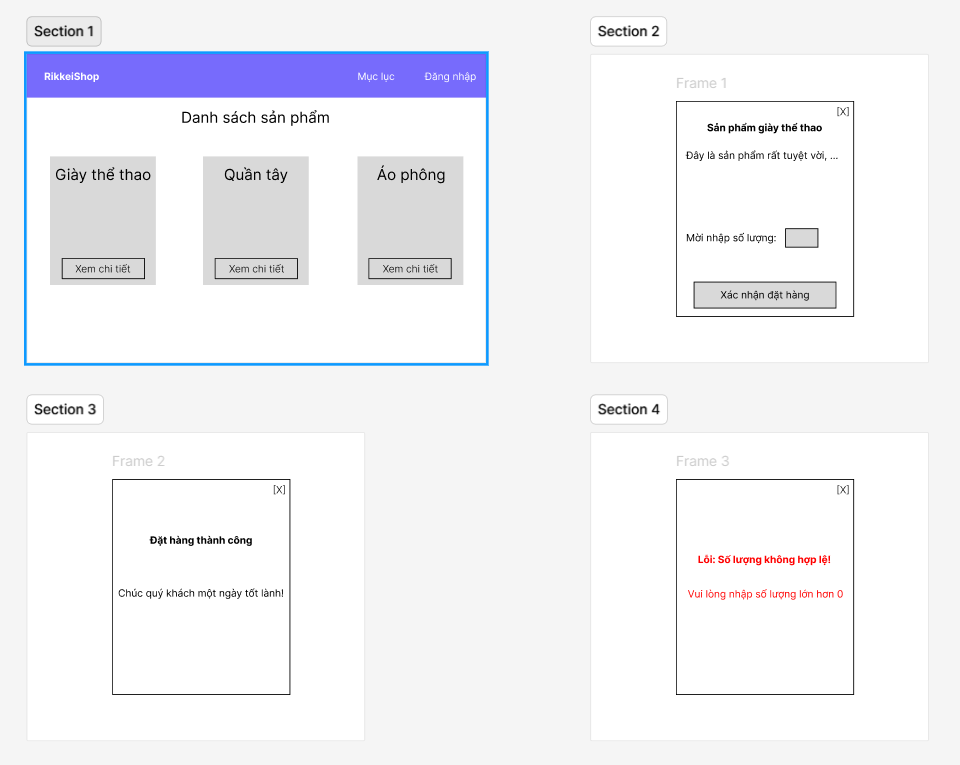 Section 1
RikkeiShop
Mục lục
Đăng nhập
Danh sách sản phẩm
Giày thể thao
Quần tây
Áo phông
Xem chi tiết
Xem chi tiết
Xem chi tiết
Section 2
Frame 1
[X]
Sản phẩm giày thể thao
Đây là sản phẩm rất tuyệt vời, ...
Mời nhập số lượng:
Xác nhận đặt hàng
Section 3
Frame 2
[X]
Đặt hàng thành công
Chúc quý khách một ngày tốt lành!
Section 4
Frame 3
[X]
Lỗi: Số lượng không hợp lệ!
Vui lòng nhập số lượng lớn hơn 0